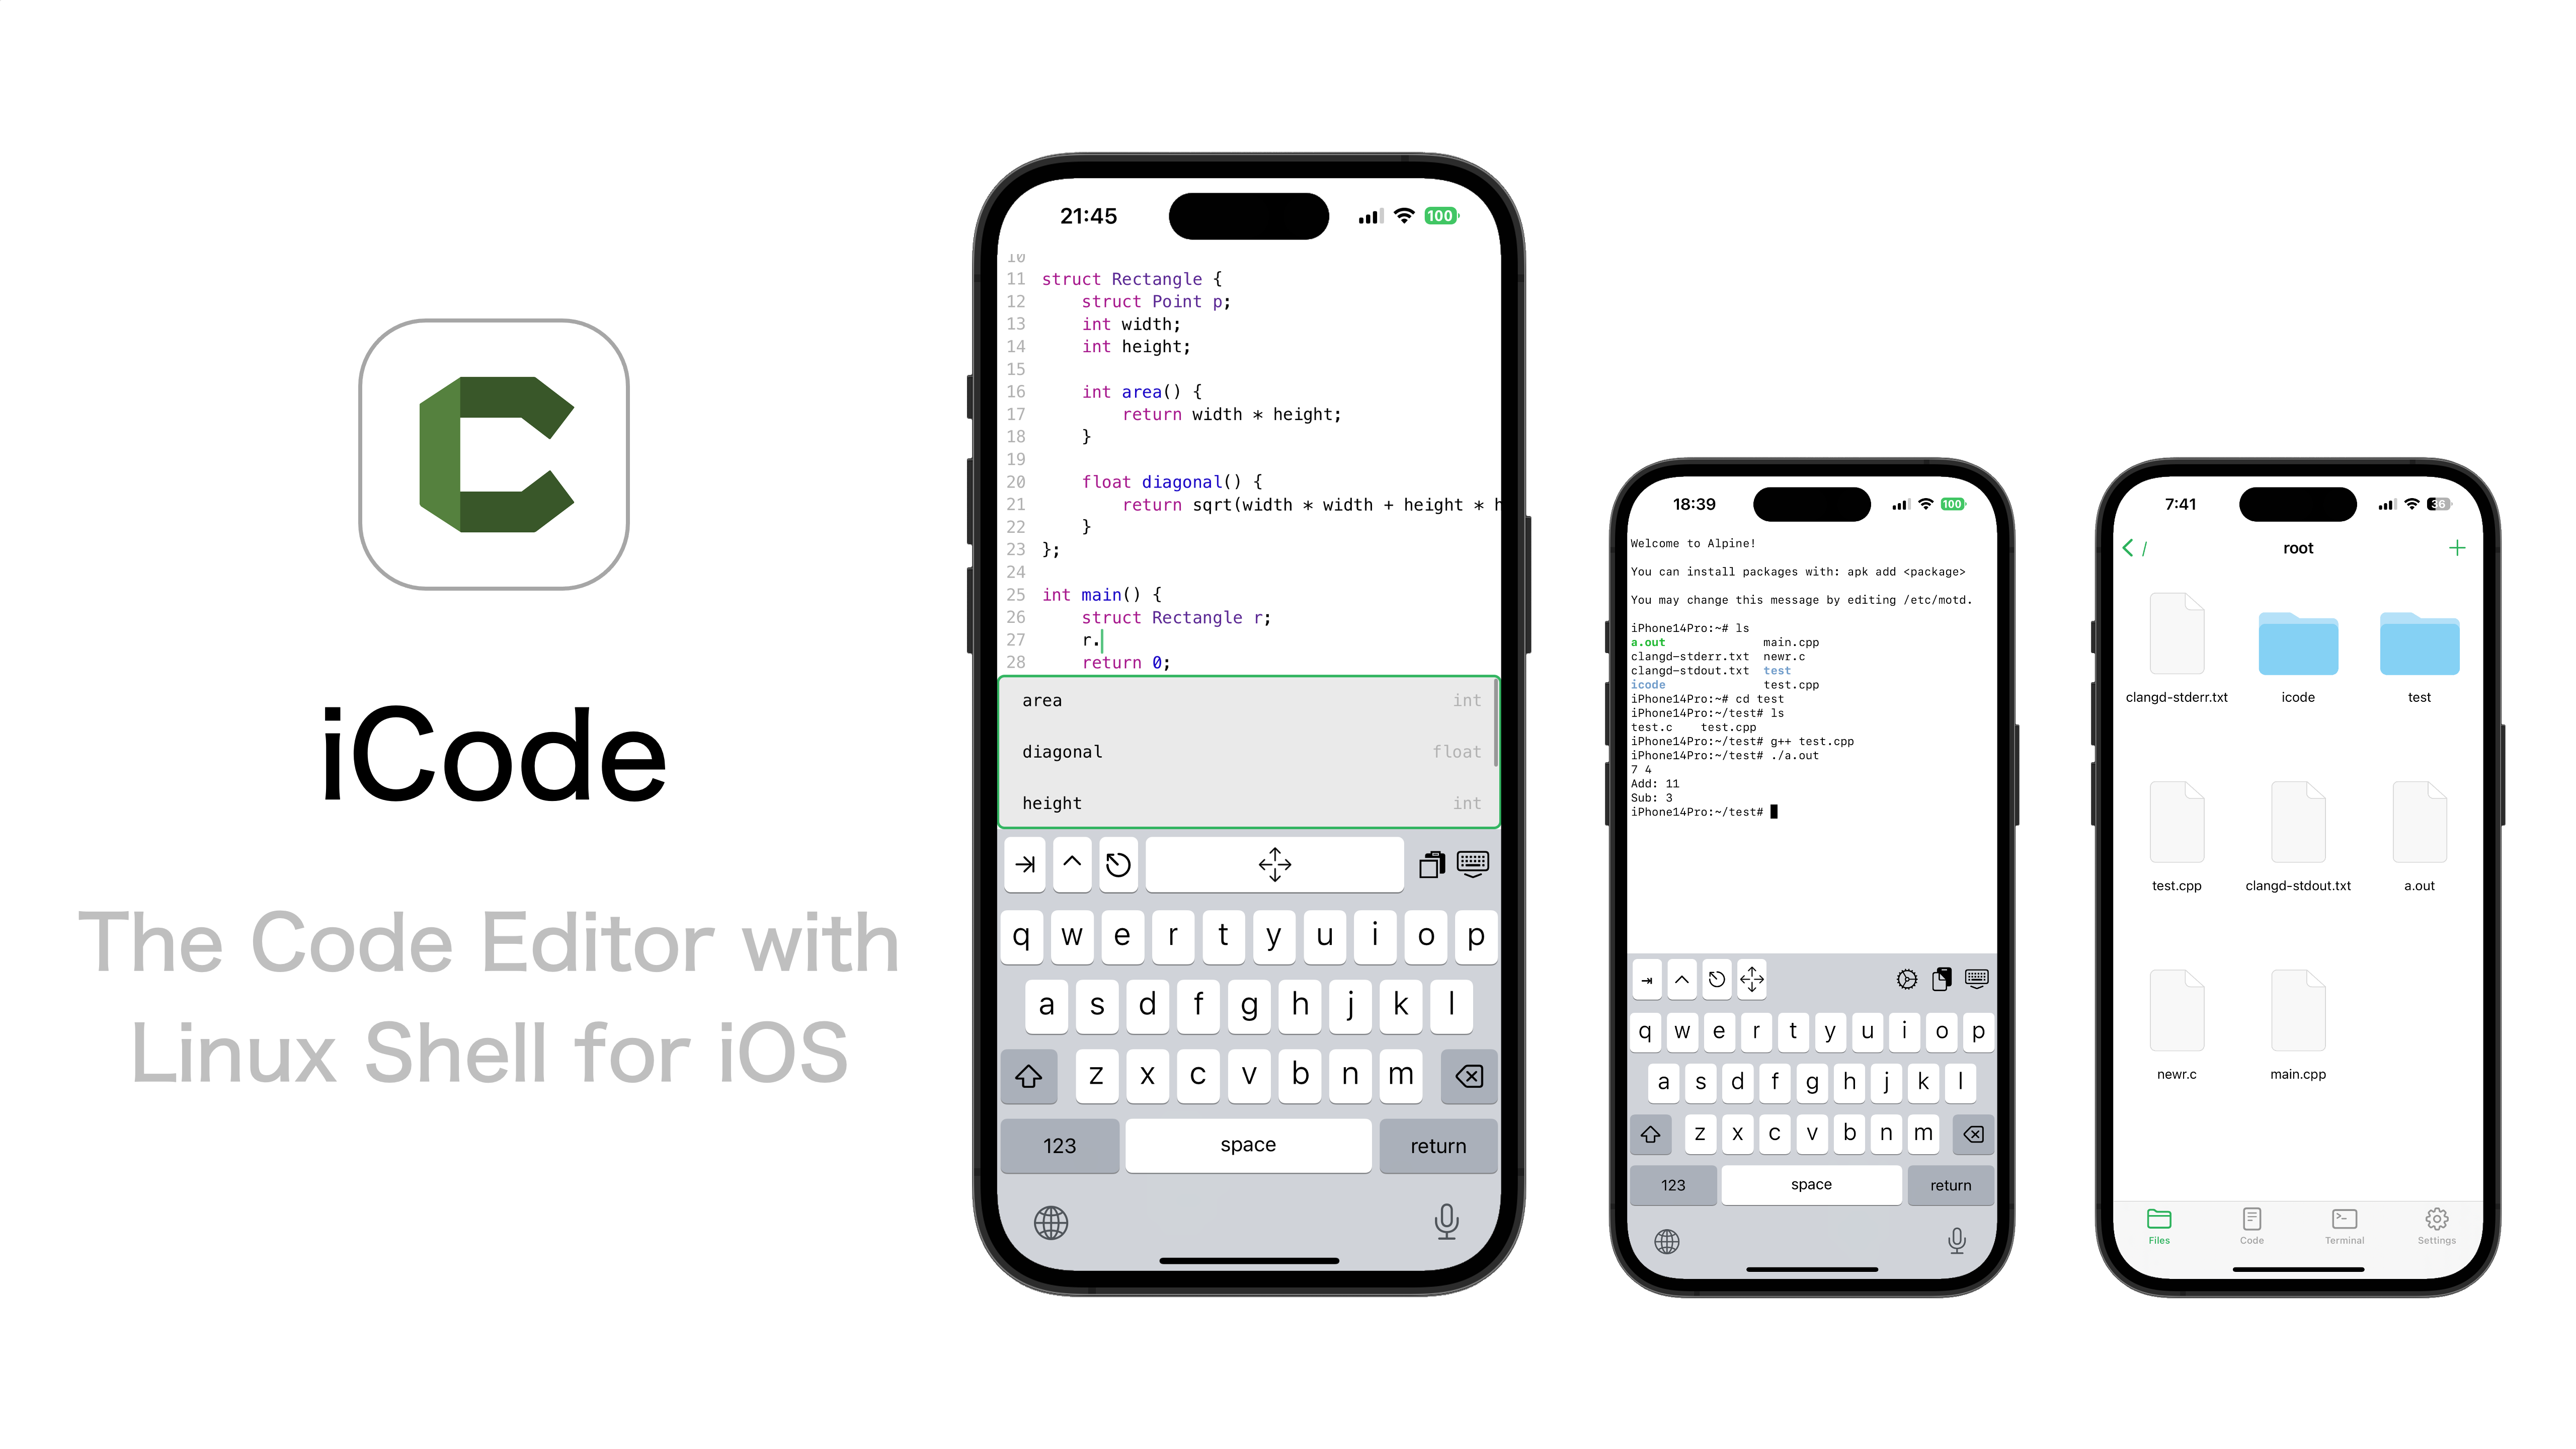 iCode
The Code Editor with
Linux Shell for iOS
21:45
100
10
11 struct Rectangle {
12 struct Point p;
13 int width;
14 int height;
15
16 int area() {
17 return width * height;
18 }
19
20 float diagonal() {
21 return sqrt(width * width + height * h
22 }
23 };
24
25 int main() {
26 struct Rectangle r;
27 r.
28 return 0;
area int
diagonal float
height int
q w e r t y u i o p
a s d f g h j k l
z x c v b n m
123 space return
18:39
100
Welcome to Alpine!
You can install packages with: apk add <package>
You may change this message by editing /etc/motd.
iPhone14Pro:~# ls
a.out main.cpp
clangd-stderr.txt newr.c
clangd-stdout.txt test
icode test.cpp
iPhone14Pro:~# cd test
iPhone14Pro:~/test# ls
test.c test.cpp
iPhone14Pro:~/test# g++ test.cpp
iPhone14Pro:~/test# ./a.out
7 4
Add: 11
Sub: 3
iPhone14Pro:~/test#
q w e r t y u i o p
a s d f g h j k l
z x c v b n m
123 space return
7:41
36
/ root +
clangd-stderr.txt icode test
test.cpp clangd-stdout.txt a.out
newr.c main.cpp
Files Code Terminal Settings